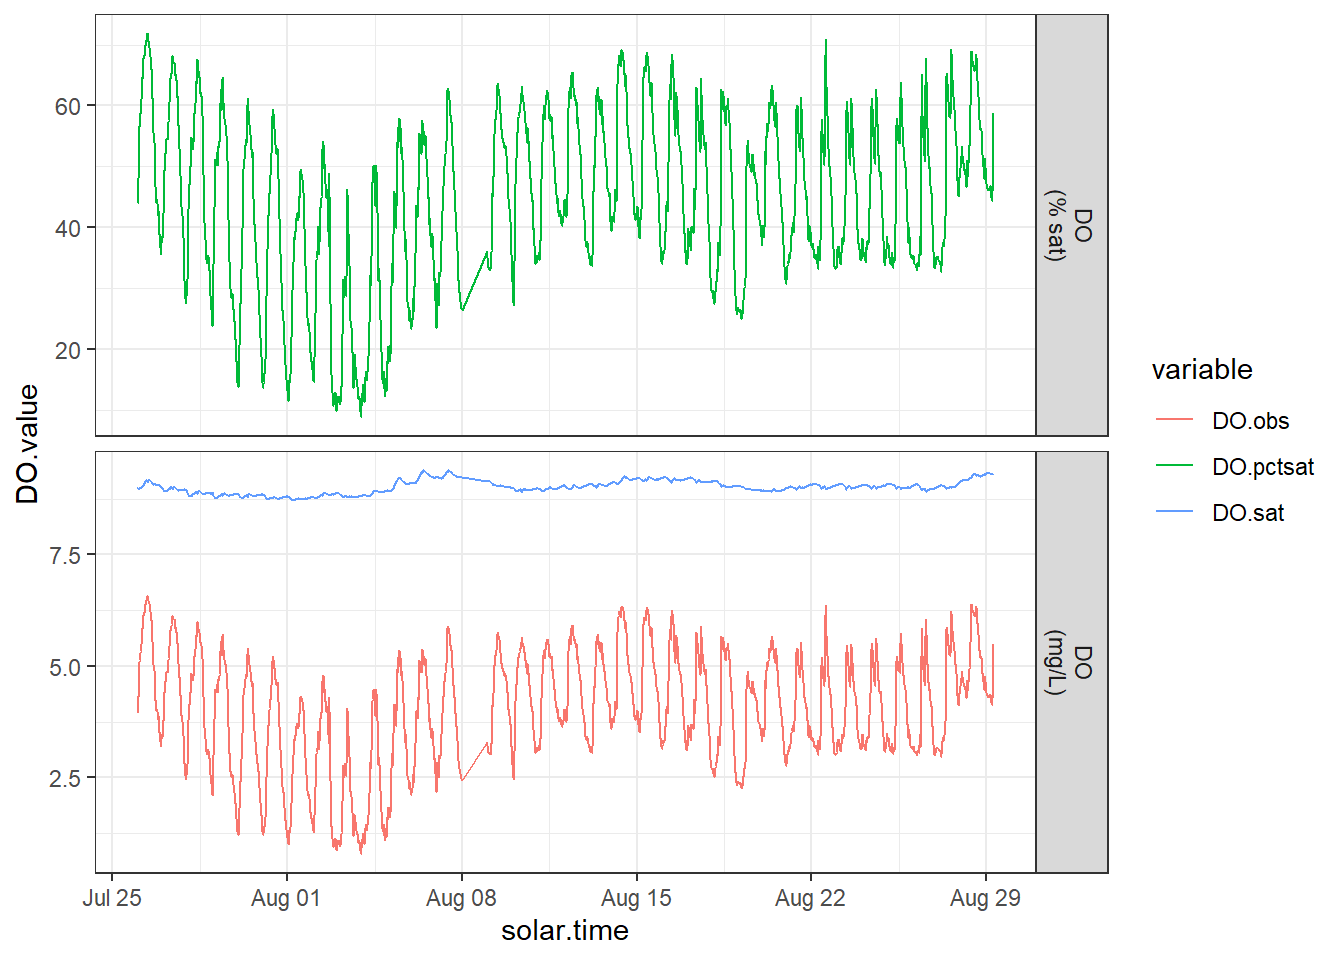 DO.value
60
40
20
DO
(% sat)
7.5
5.0
2.5
DO
(mg/L)
Jul 25
Aug 01
Aug 08
Aug 15
Aug 22
Aug 29
solar.time
variable
DO.obs
DO.pctsat
DO.sat